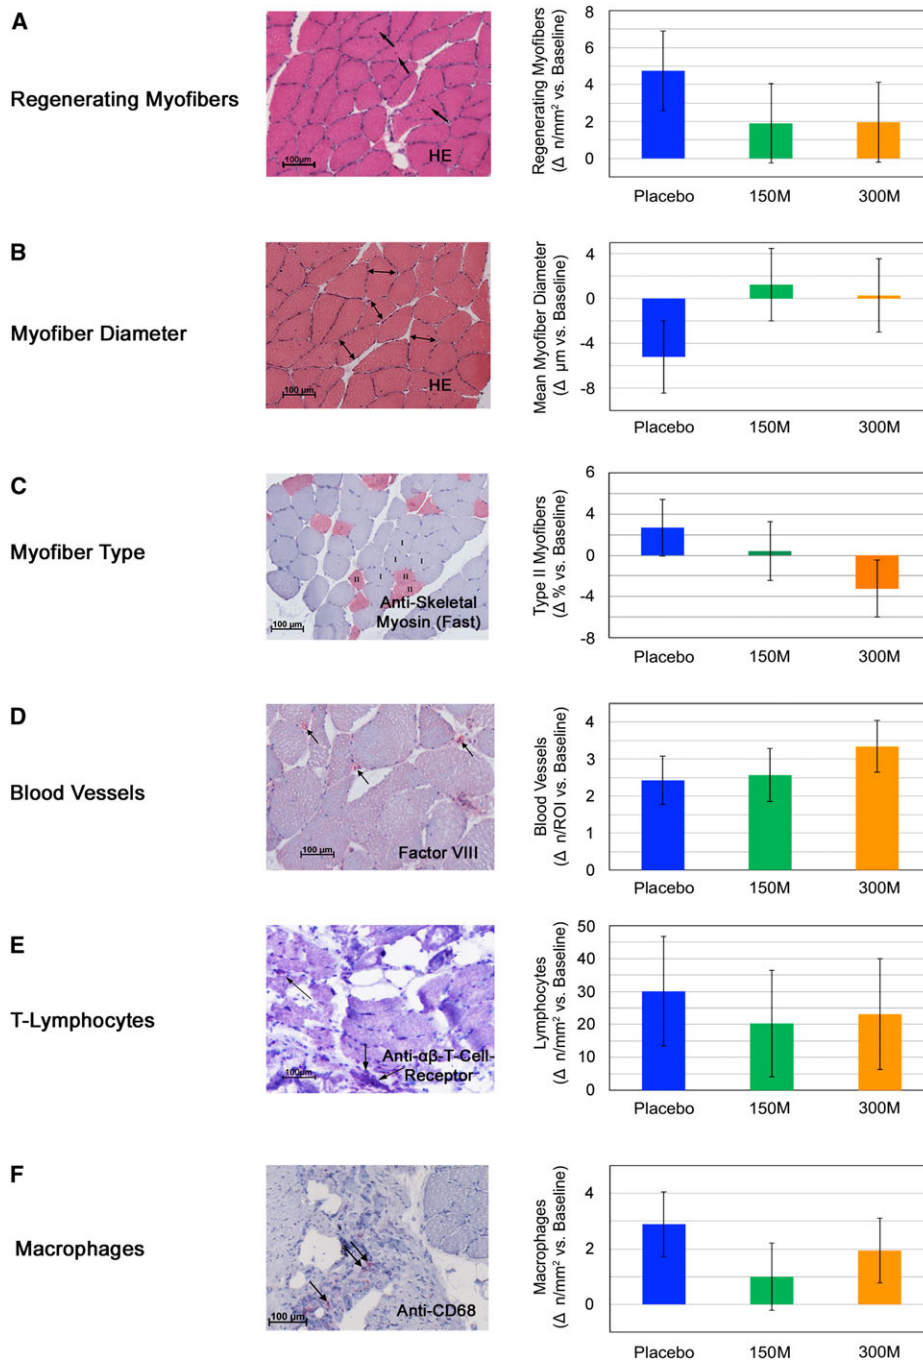 A
Regenerating Myofibers
100µm
HE
Regenerating Myofibers
(Δ n/mm² vs. Baseline)
8
6
4
2
0
Placebo 150M 300M
B
Myofiber Diameter
100 µm
HE
Mean Myofiber Diameter
(Δ µm vs. Baseline)
4
0
-4
-8
Placebo 150M 300M
C
Myofiber Type
I
I
I I
II I II I
II
Anti-Skeletal
Myosin (Fast)
100 µm
Type II Myofibers
(Δ % vs. Baseline)
6
4
0
-4
-8
Placebo 150M 300M
D
Blood Vessels
100 µm
Factor VIII
Blood Vessels
(Δ n/ROI vs. Baseline)
4
3
2
1
0
Placebo 150M 300M
E
T-Lymphocytes
Anti-αβ-T-Cell-
Receptor
100µm
Lymphocytes
(Δ n/mm² vs. Baseline)
50
40
30
20
10
0
Placebo 150M 300M
F
Macrophages
Anti-CD68
100 µm
Macrophages
(Δ n/mm² vs. Baseline)
4
2
0
Placebo 150M 300M